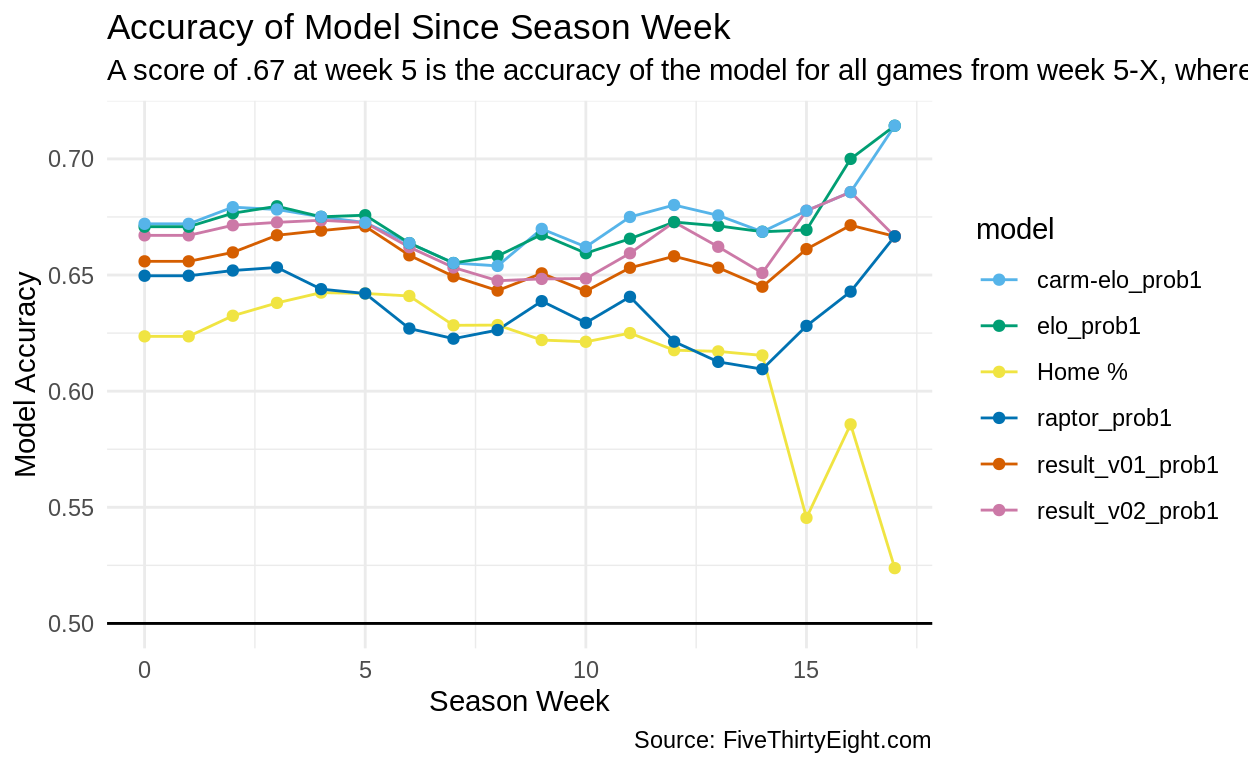 Accuracy of Model Since Season Week
A score of .67 at week 5 is the accuracy of the model for all games from week 5-X, where
0.70
0.65
0.60
0.55
0.50
Model Accuracy
0 5 10 15
Season Week
Source: FiveThirtyEight.com
model
carm-elo_prob1
elo_prob1
Home %
raptor_prob1
result_v01_prob1
result_v02_prob1